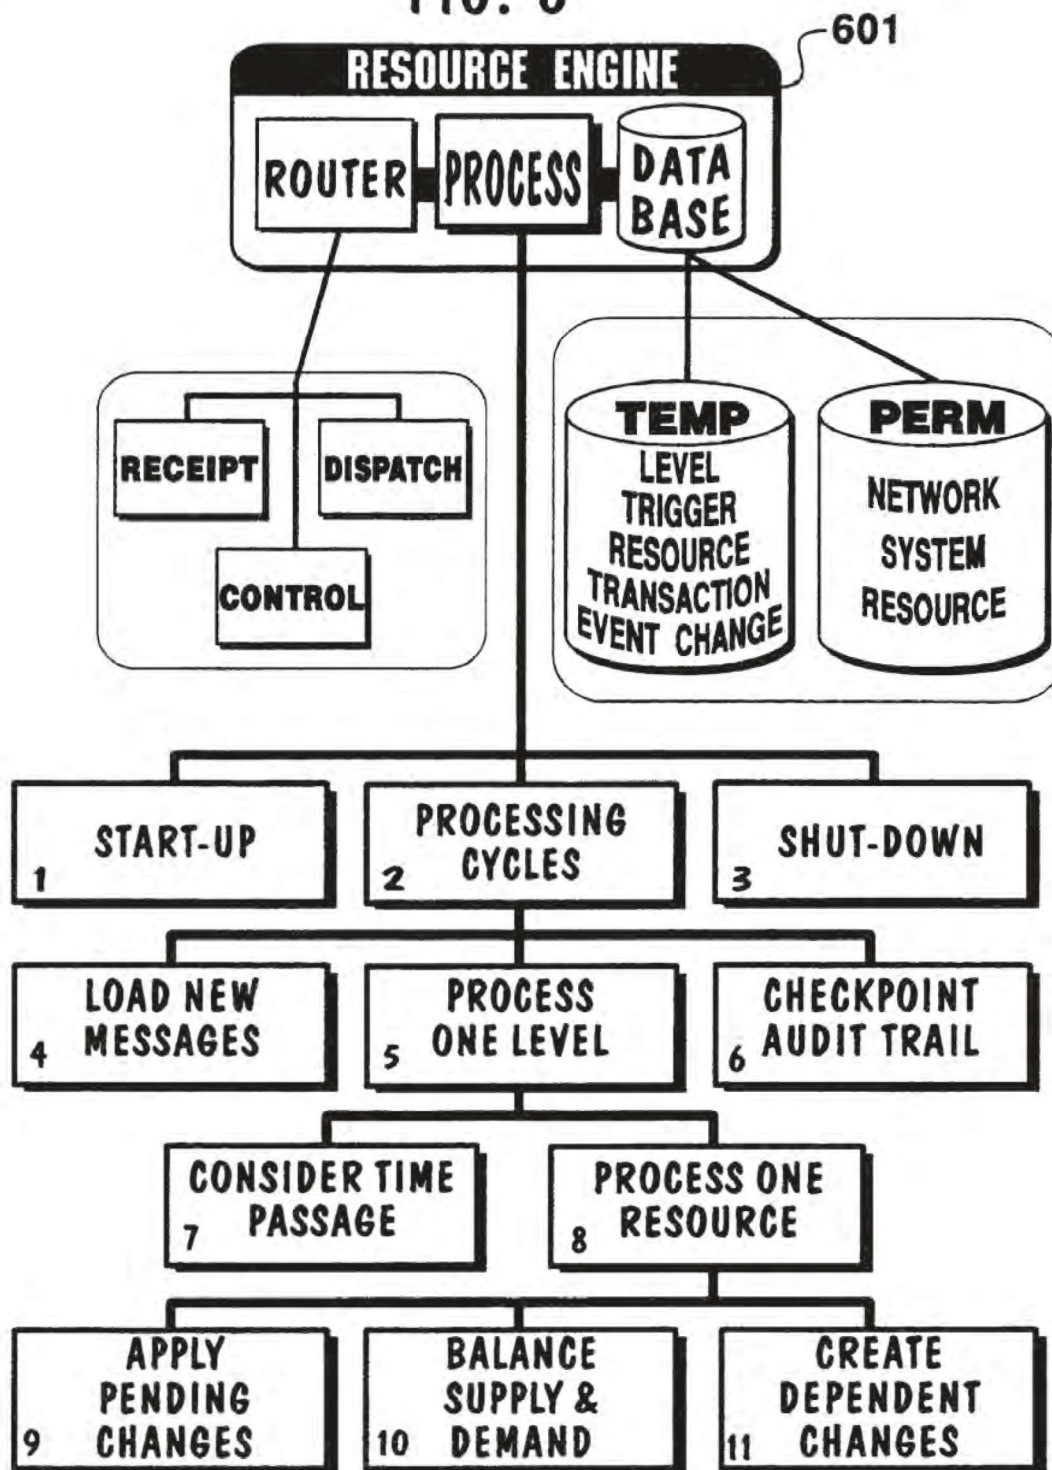 601
RESOURCE ENGINE
ROUTER
PROCESS
DATA
BASE
RECEIPT
DISPATCH
CONTROL
TEMP
LEVEL
TRIGGER
RESOURCE
TRANSACTION
EVENT CHANGE
PERM
NETWORK
SYSTEM
RESOURCE
START-UP
1
PROCESSING
CYCLES
2
SHUT-DOWN
3
LOAD NEW
MESSAGES
4
PROCESS
ONE LEVEL
5
CHECKPOINT
AUDIT TRAIL
6
CONSIDER TIME
PASSAGE
7
PROCESS ONE
RESOURCE
8
APPLY
PENDING
CHANGES
9
BALANCE
SUPPLY &
DEMAND
10
CREATE
DEPENDENT
CHANGES
11